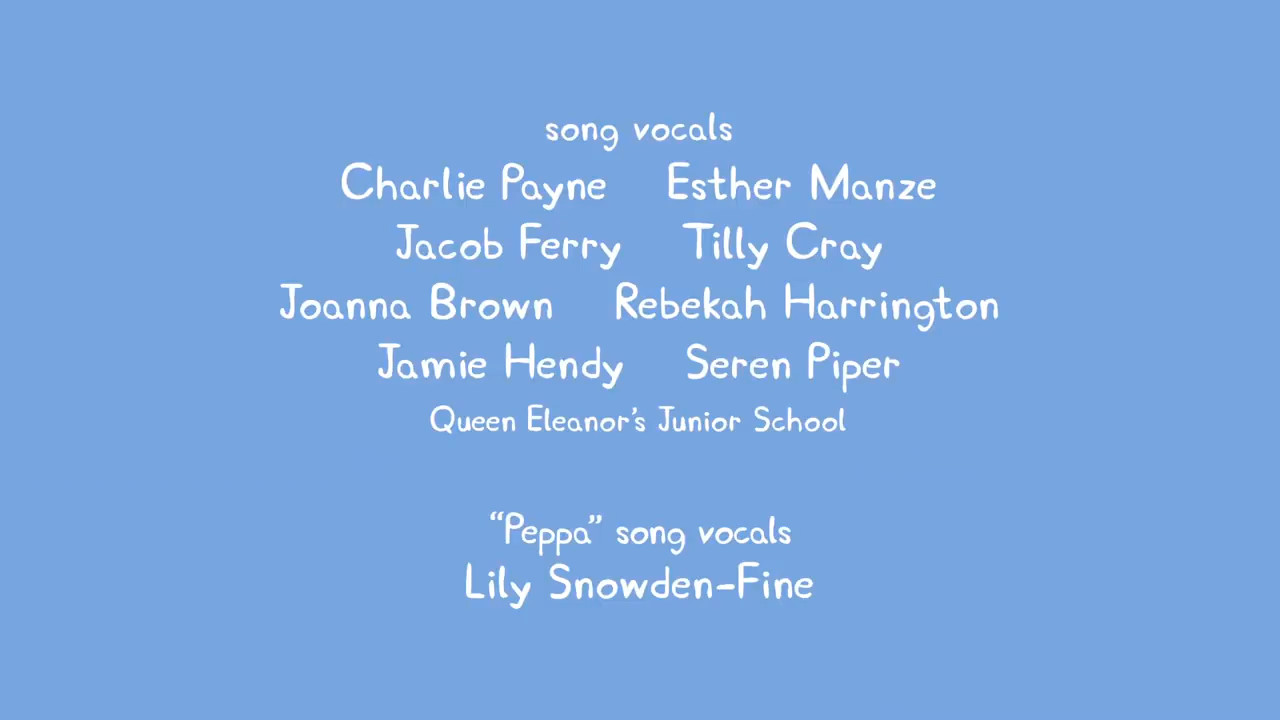 song vocals
Charlie Payne Esther Manze
Jacob Ferry Tilly Cray
Joanna Brown Rebekah Harrington
Jamie Hendy Seren Piper
Queen Eleanor's Junior School
“Peppa” song vocals
Lily Snowden-Fine